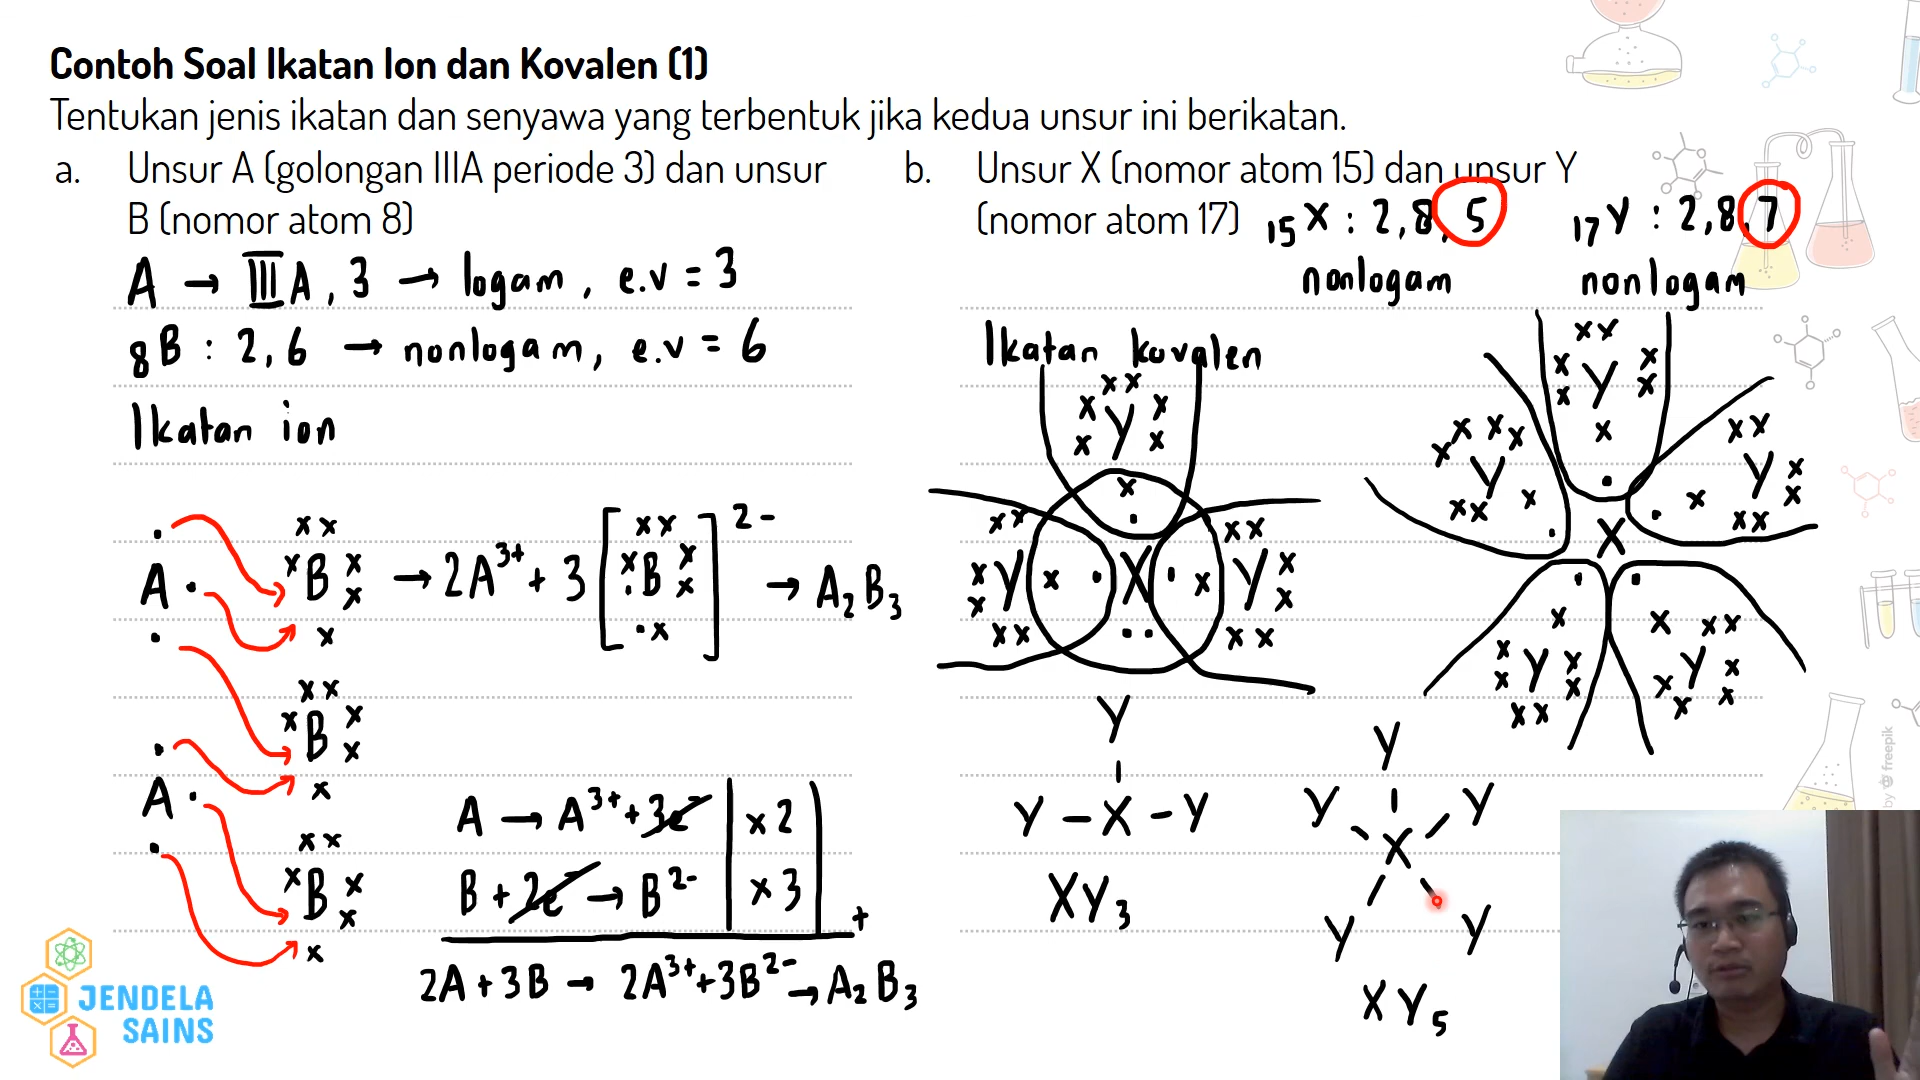 Contoh Soal Ikatan Ion dan Kovalen (1)
Tentukan jenis ikatan dan senyawa yang terbentuk jika kedua unsur ini berikatan.
a. Unsur A (golongan IIIA periode 3) dan unsur
B (nomor atom 8)
A → IIIA, 3 → logam, e.v = 3
₈B : 2, 6 → nonlogam, e.v = 6
Ikatan ion
A B → 2A³⁺ + 3 [B]²⁻ → A₂B₃
B
A
B
A → A³⁺ + 3e⁻ | x 2
B + 2e⁻ → B²⁻ | x 3
+
2A + 3B → 2A³⁺ + 3B²⁻ → A₂B₃
b. Unsur X (nomor atom 15) dan unsur Y
(nomor atom 17)
₁₅X : 2, 8, 5
nonlogam
₁₇Y : 2, 8, 7
nonlogam
Ikatan kovalen
Y
Y X Y
Y
Y – X – Y
XY₃
Y
Y Y
X
Y Y
Y
Y Y
X
Y Y
XY₅
JENDELA
SAINS
by freepik